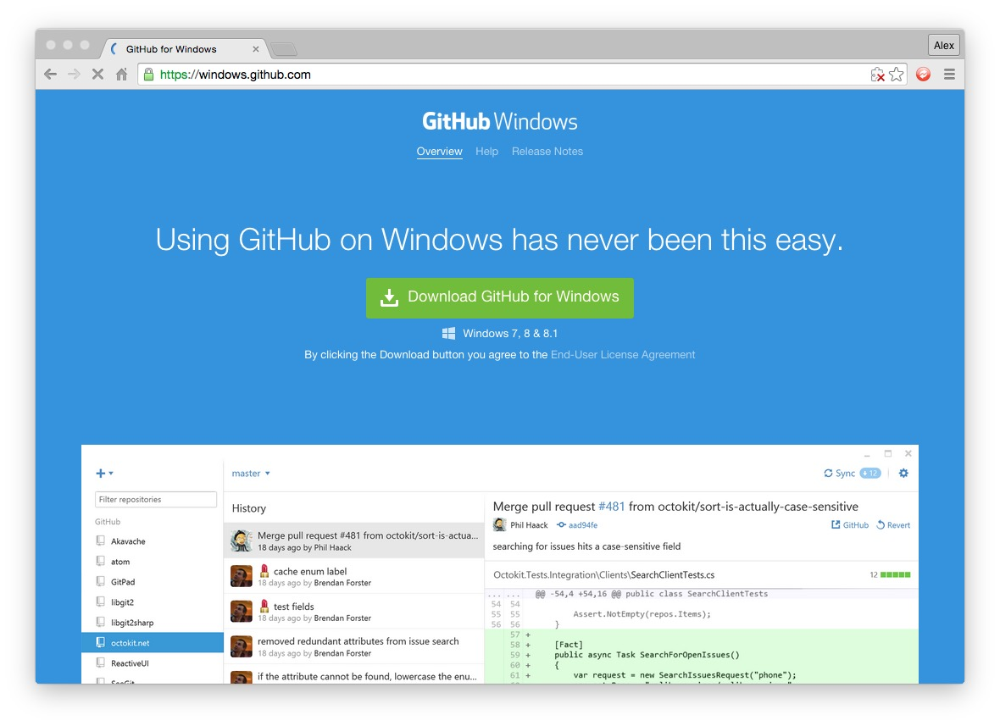 GitHub for Windows
Alex
https://windows.github.com
GitHub Windows
Overview Help Release Notes
Using GitHub on Windows has never been this easy.
Download GitHub for Windows
Windows 7, 8 & 8.1
By clicking the Download button you agree to the End-User License Agreement
master
Sync 12
Filter repositories
GitHub
Akavache
atom
GitPad
libgit2
libgit2sharp
octokit.net
ReactiveUI
History
Merge pull request #481 from octokit/sort-is-actua...
18 days ago by Phil Haack
cache enum label
18 days ago by Brendan Forster
test fields
18 days ago by Brendan Forster
removed redundant attributes from issue search
18 days ago by Brendan Forster
if the attribute cannot be found, lowercase the enu...
Merge pull request #481 from octokit/sort-is-actually-case-sensitive
Phil Haack aad94fe GitHub Revert
searching for issues hits a case-sensitive field
Octokit.Tests.Integration\Clients\SearchClientTests.cs 12
... ... @@ -54,4 +54,16 @@ public class SearchClientTests
54 54
55 55 Assert.NotEmpty(repos.Items);
56 56 }
57 +
58 + [Fact]
59 + public async Task SearchForOpenIssues()
60 + {
61 + var request = new SearchIssuesRequest("phone");